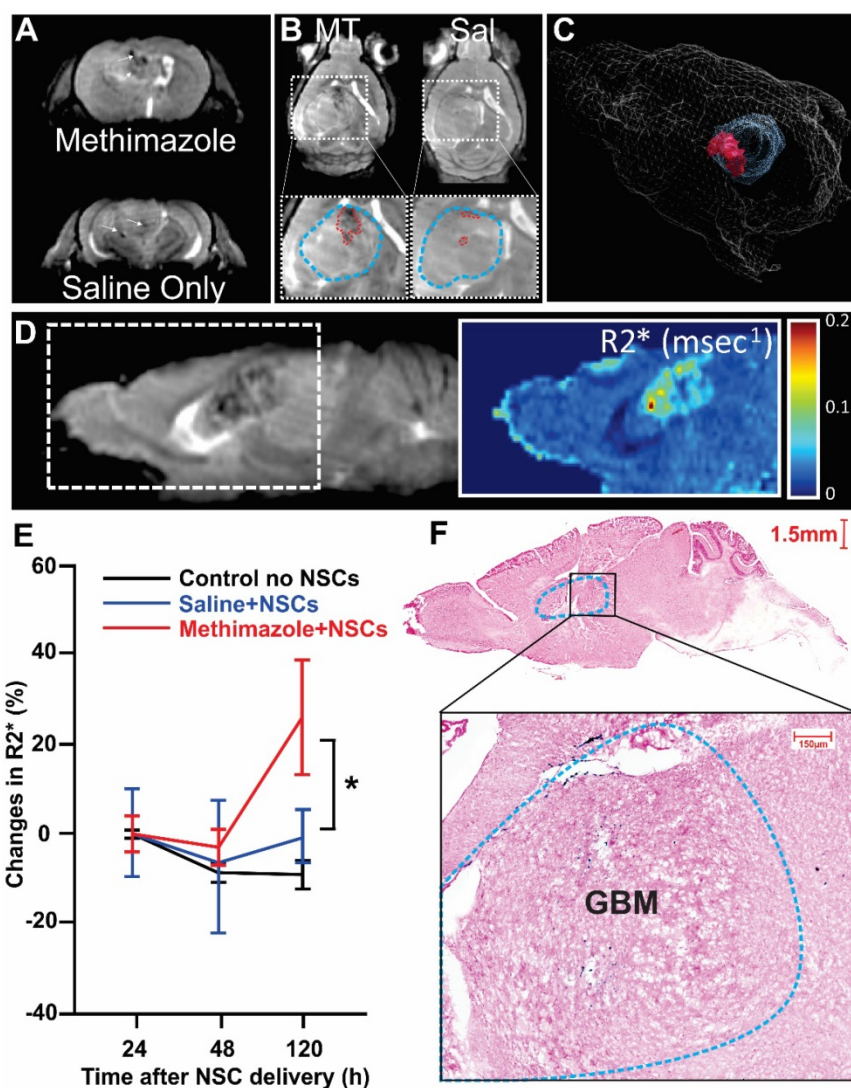 A
Methimazole
Saline Only
B
MT
Sal
C
D
R2* (msec¹)
0.2
0.1
0
E
60
40
20
0
-20
-40
Changes in R2* (%)
Control no NSCs
Saline+NSCs
Methimazole+NSCs
*
24
48
120
Time after NSC delivery (h)
F
1.5mm
150µm
GBM